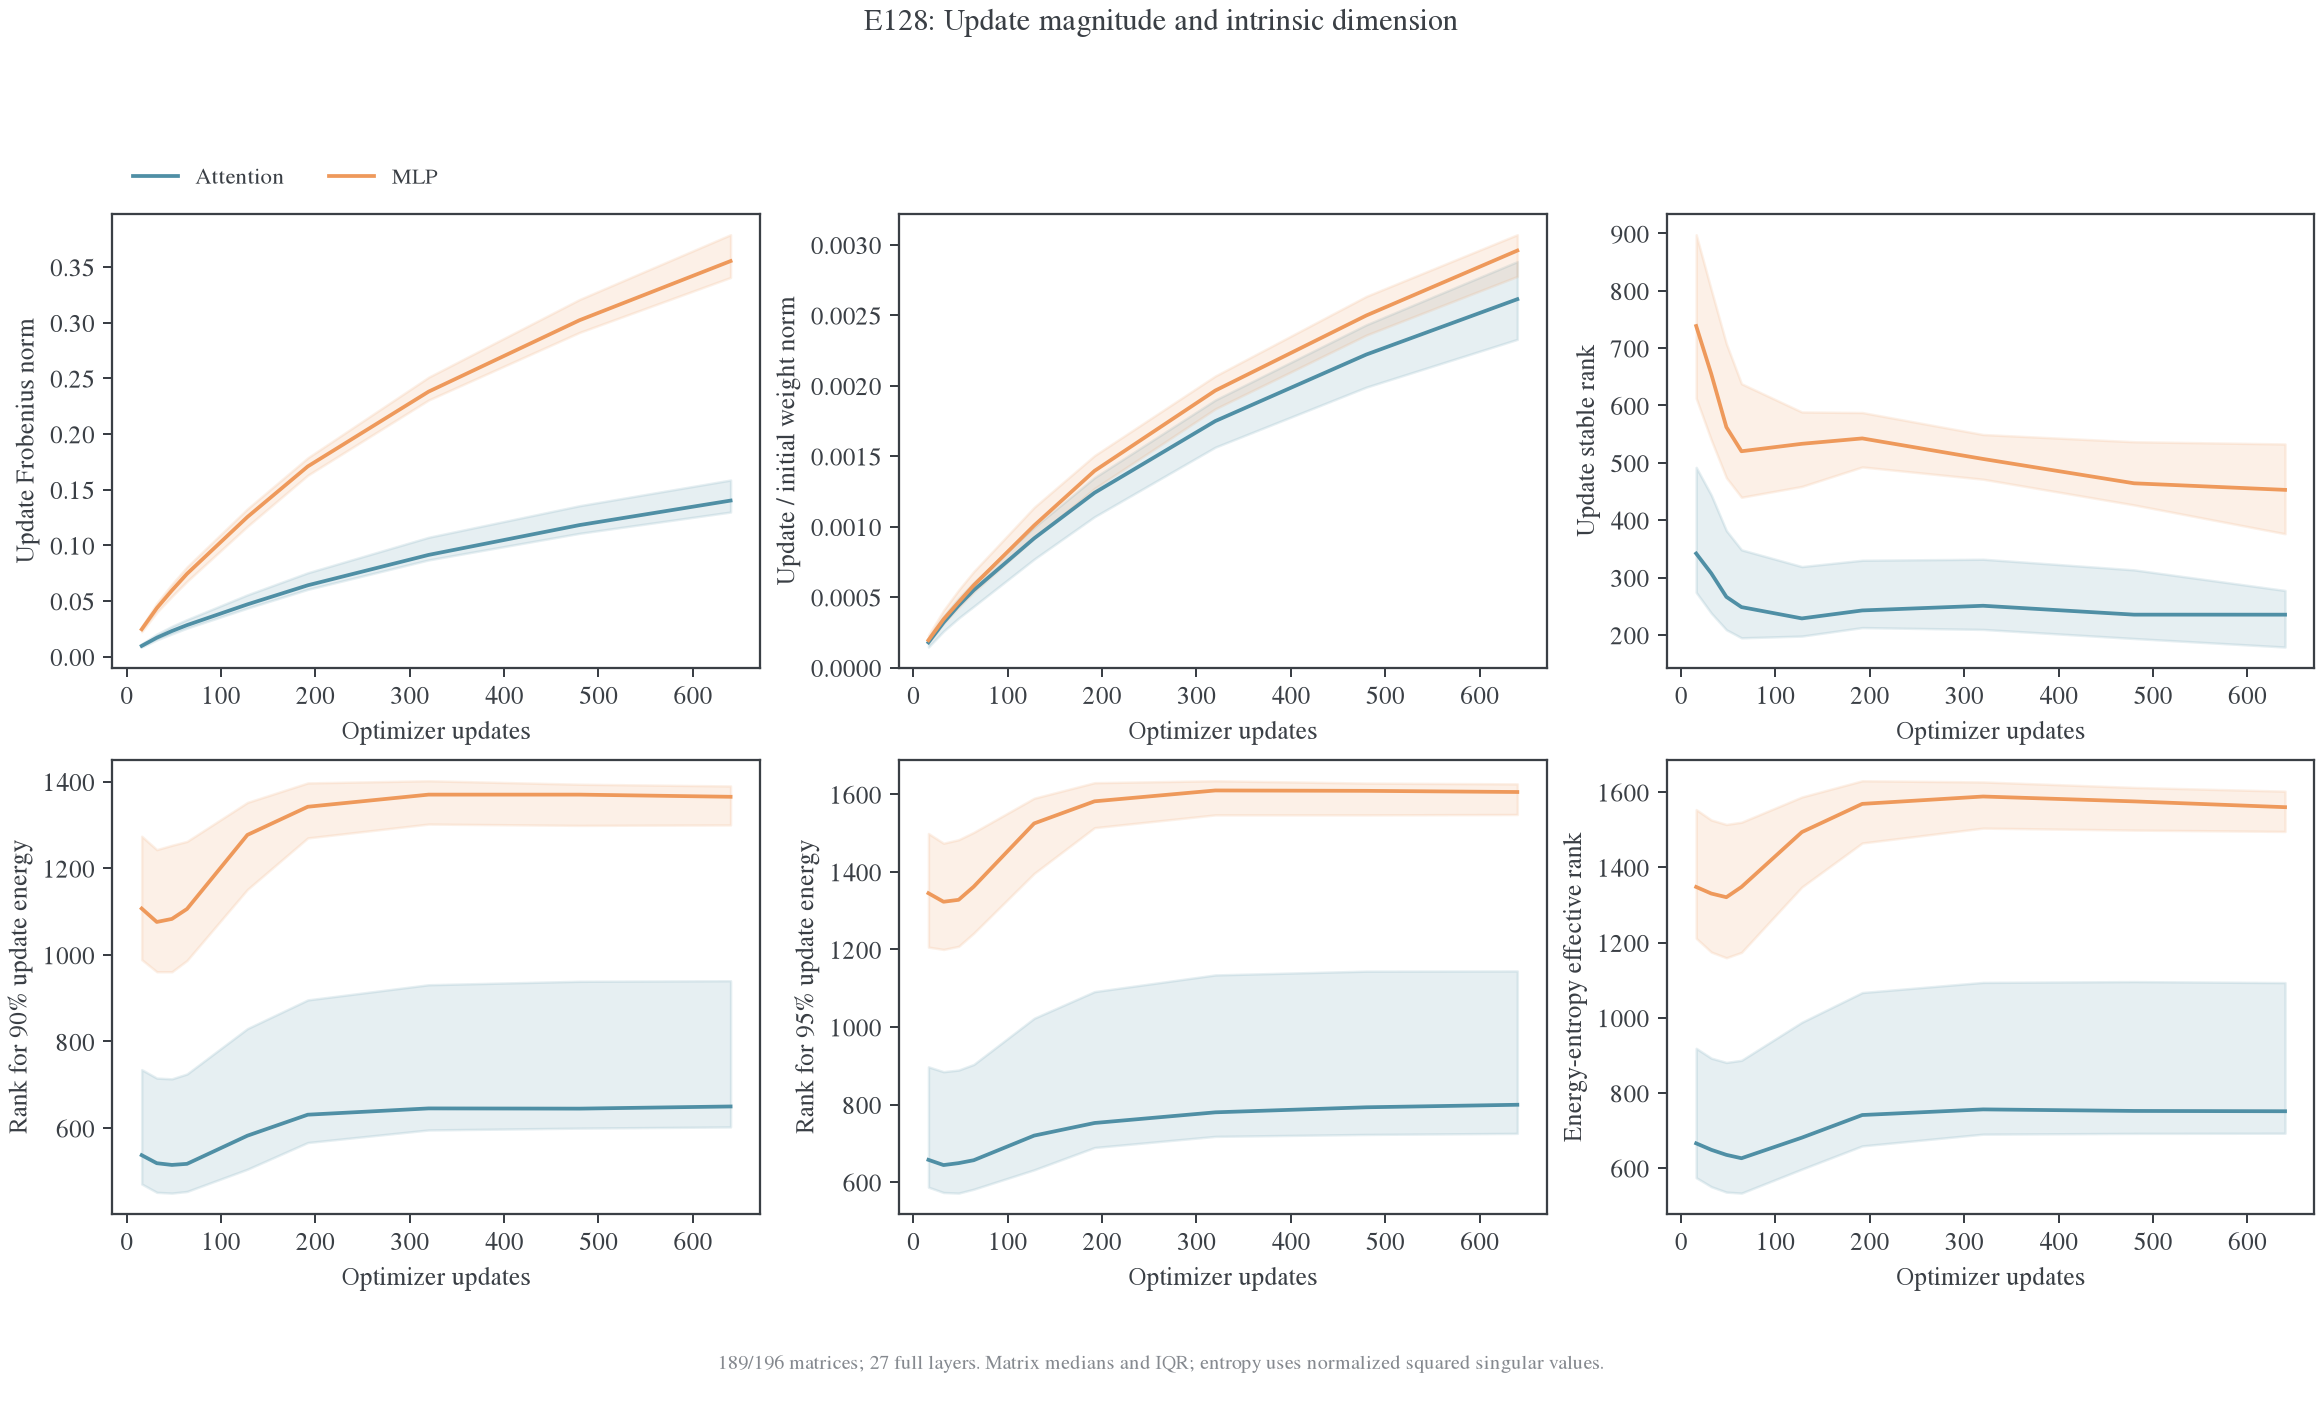 E128: Update magnitude and intrinsic dimension
Attention
MLP
Update Frobenius norm
0.35
0.30
0.25
0.20
0.15
0.10
0.05
0.00
0 100 200 300 400 500 600
Optimizer updates
Update / initial weight norm
0.0030
0.0025
0.0020
0.0015
0.0010
0.0005
0.0000
0 100 200 300 400 500 600
Optimizer updates
Update stable rank
900
800
700
600
500
400
300
200
0 100 200 300 400 500 600
Optimizer updates
Rank for 90% update energy
1400
1200
1000
800
600
0 100 200 300 400 500 600
Optimizer updates
Rank for 95% update energy
1600
1400
1200
1000
800
600
0 100 200 300 400 500 600
Optimizer updates
Energy-entropy effective rank
1600
1400
1200
1000
800
600
0 100 200 300 400 500 600
Optimizer updates
189/196 matrices; 27 full layers. Matrix medians and IQR; entropy uses normalized squared singular values.